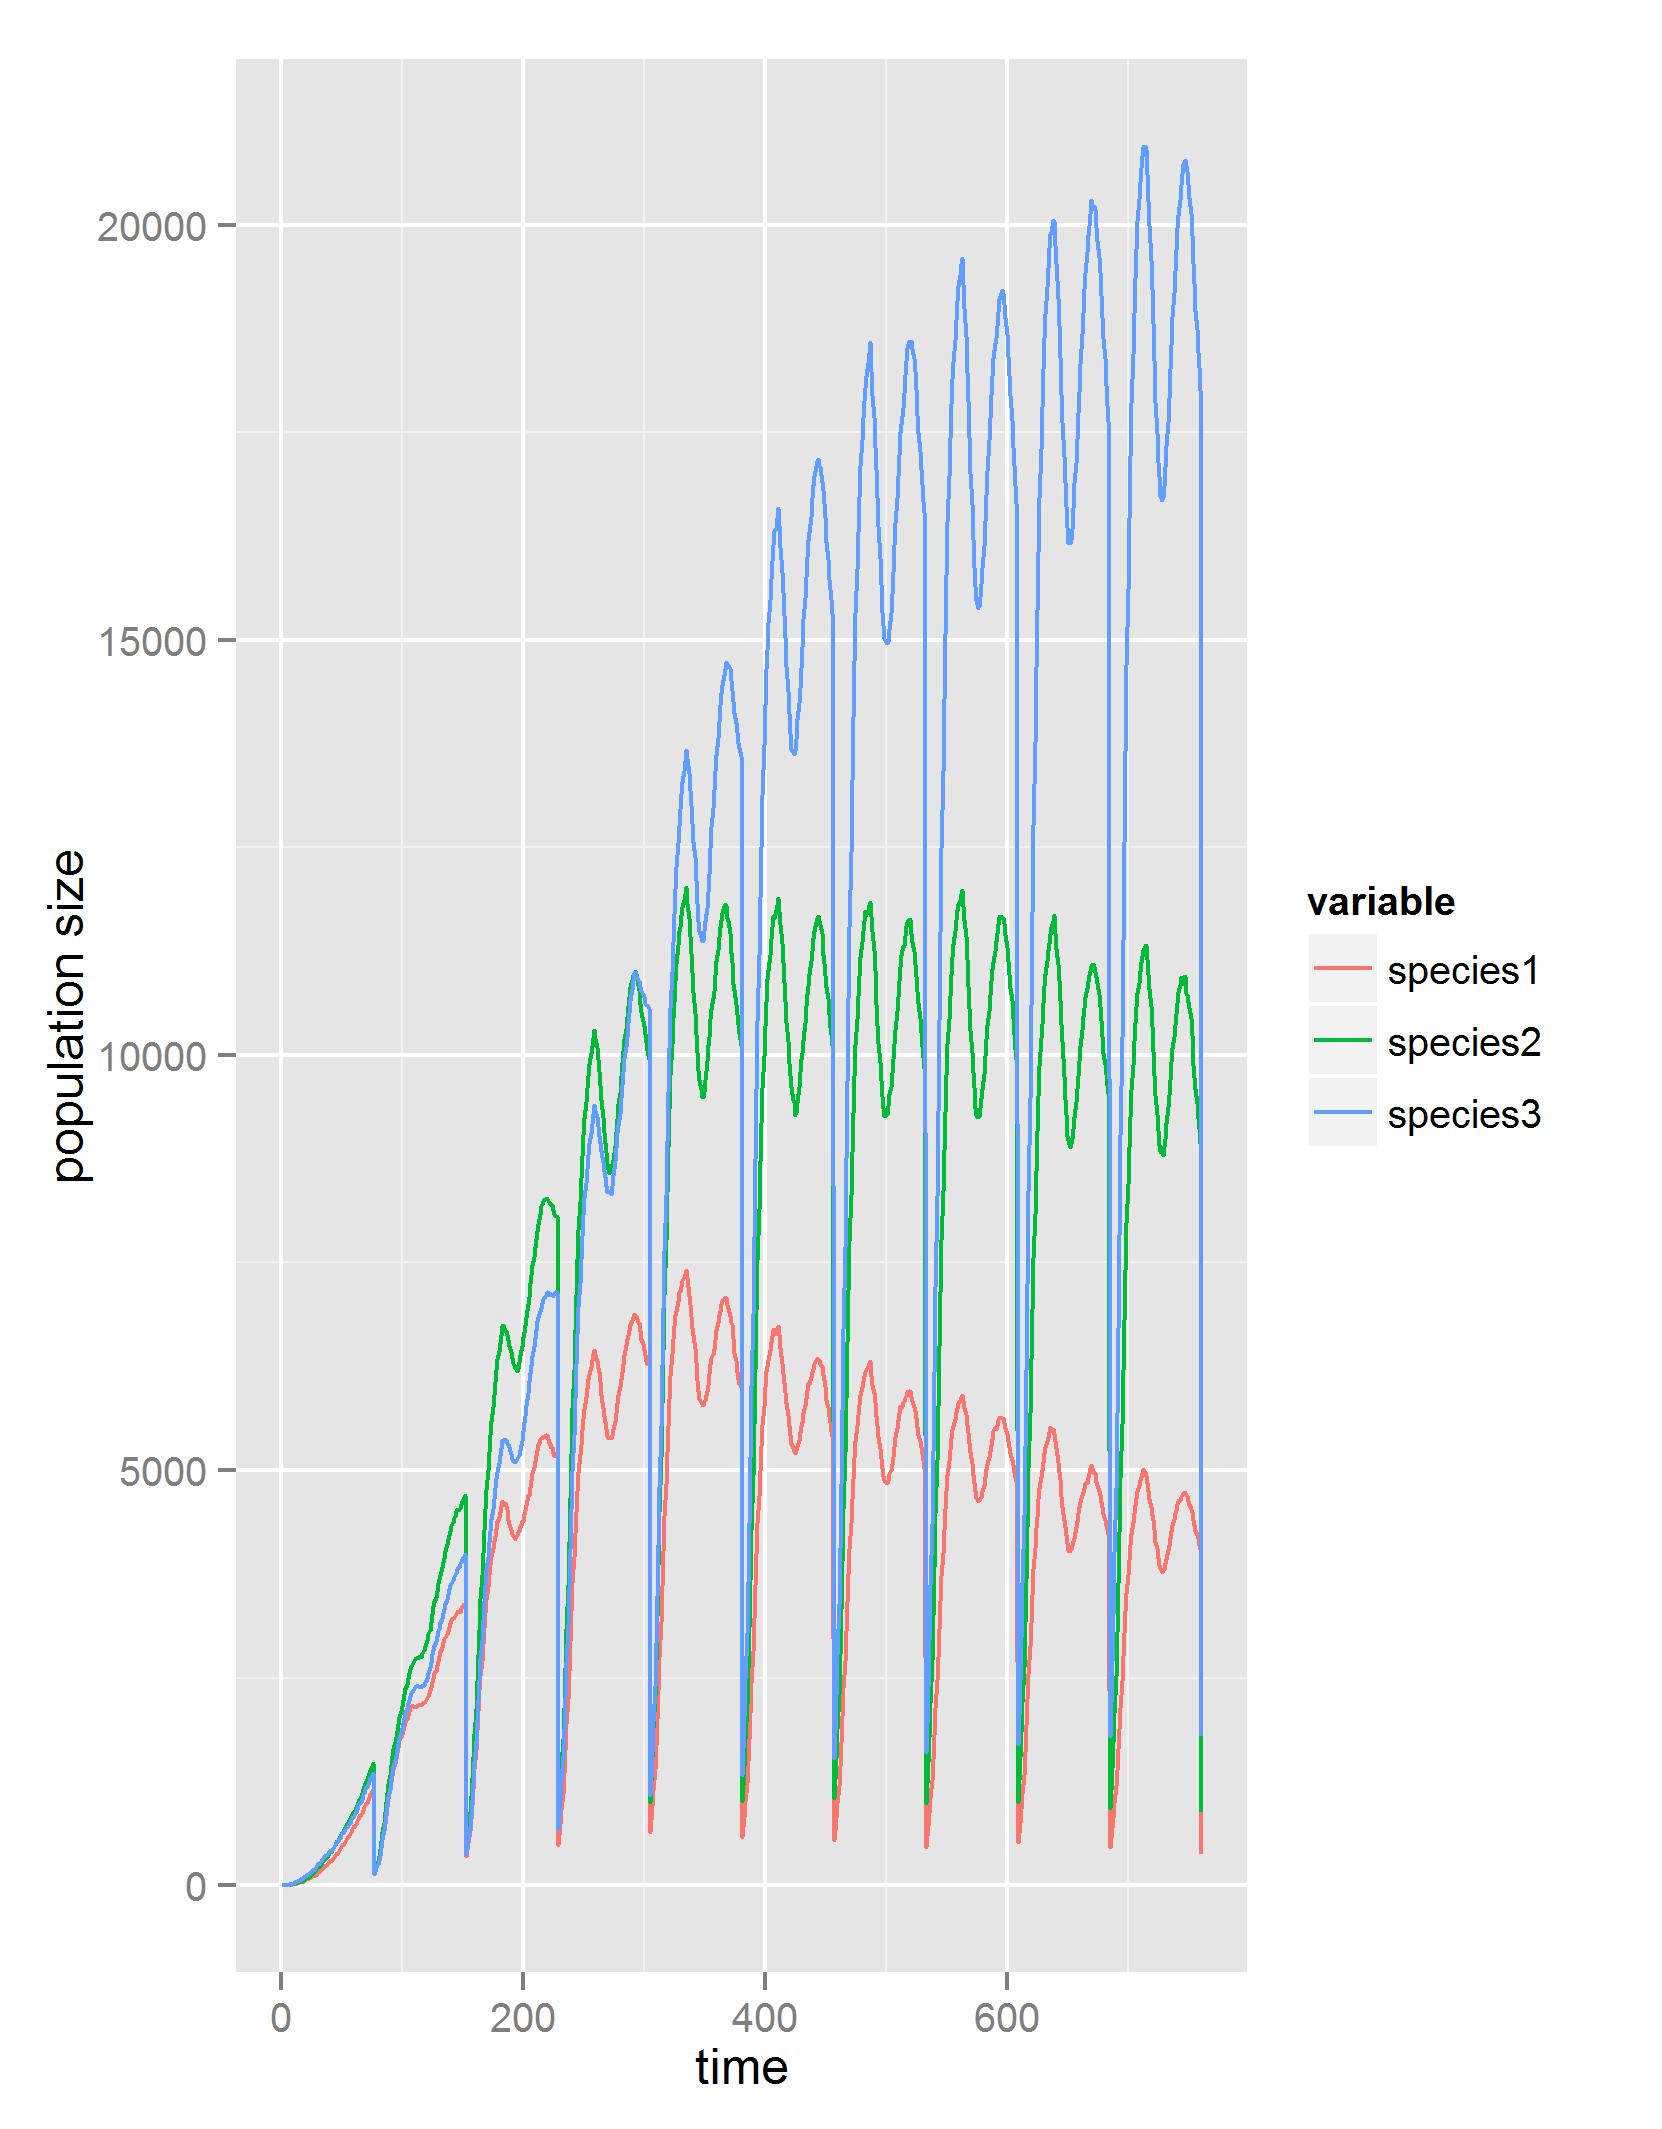 20000
15000
10000
5000
0
population size
0 200 400 600
time
variable
species1
species2
species3